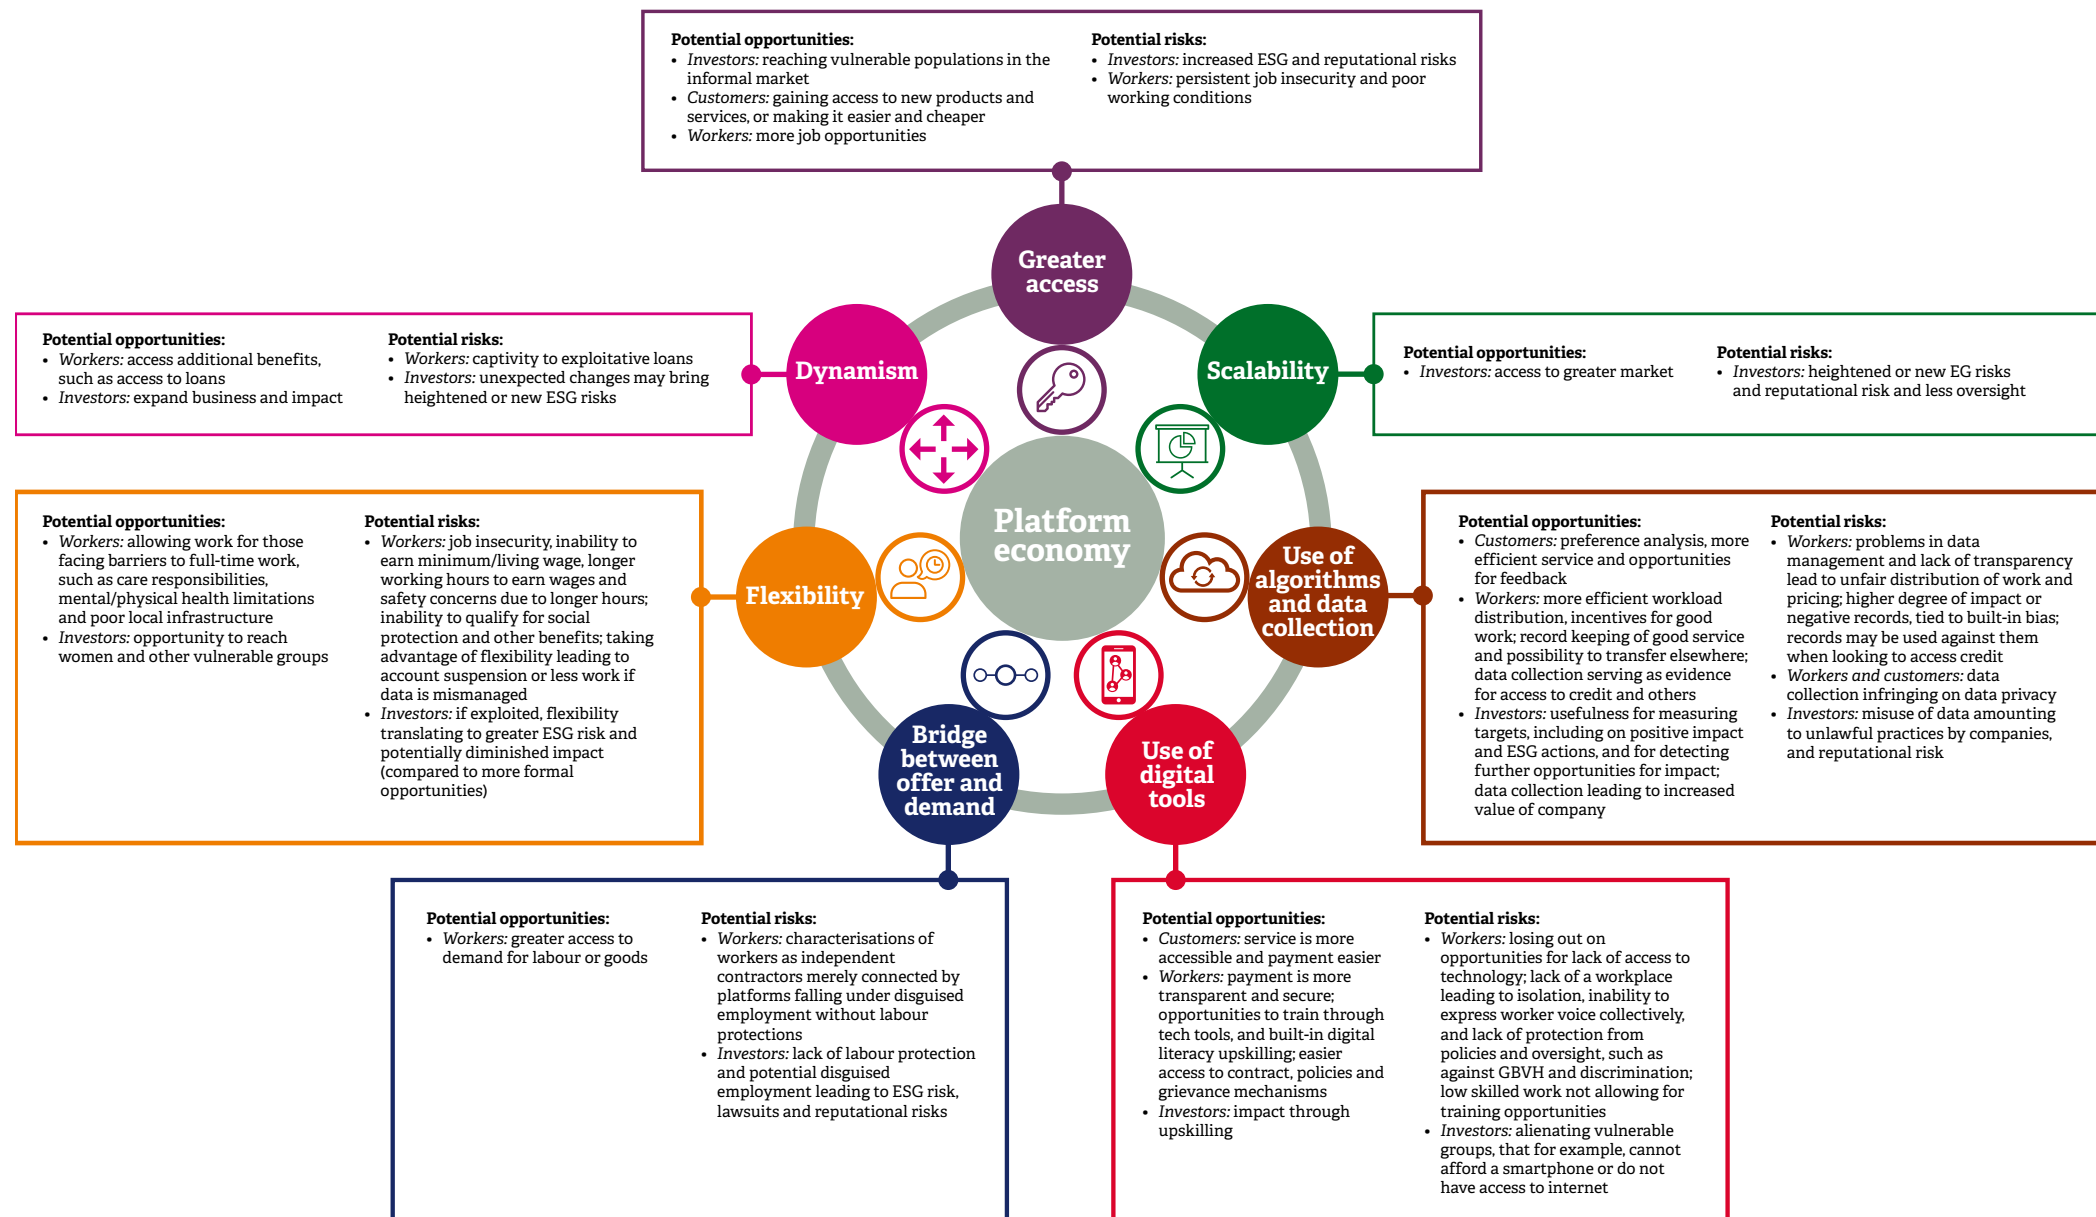 Potential opportunities:
• Investors: reaching vulnerable populations in the
informal market
• Customers: gaining access to new products and
services, or making it easier and cheaper
• Workers: more job opportunities
Potential risks:
• Investors: increased ESG and reputational risks
• Workers: persistent job insecurity and poor
working conditions
Greater
access
Potential opportunities:
• Workers: access additional benefits,
such as access to loans
• Investors: expand business and impact
Potential risks:
• Workers: captivity to exploitative loans
• Investors: unexpected changes may bring
heightened or new ESG risks
Dynamism
Scalability
Potential opportunities:
• Investors: access to greater market
Potential risks:
• Investors: heightened or new EG risks
and reputational risk and less oversight
Potential opportunities:
• Workers: allowing work for those
facing barriers to full-time work,
such as care responsibilities,
mental/physical health limitations
and poor local infrastructure
• Investors: opportunity to reach
women and other vulnerable groups
Potential risks:
• Workers: job insecurity, inability to
earn minimum/living wage, longer
working hours to earn wages and
safety concerns due to longer hours;
inability to qualify for social
protection and other benefits; taking
advantage of flexibility leading to
account suspension or less work if
data is mismanaged
• Investors: if exploited, flexibility
translating to greater ESG risk and
potentially diminished impact
(compared to more formal
opportunities)
Flexibility
Platform
economy
Use of
algorithms
and data
collection
Potential opportunities:
• Customers: preference analysis, more
efficient service and opportunities
for feedback
• Workers: more efficient workload
distribution, incentives for good
work; record keeping of good service
and possibility to transfer elsewhere;
data collection serving as evidence
for access to credit and others
• Investors: usefulness for measuring
targets, including on positive impact
and ESG actions, and for detecting
further opportunities for impact;
data collection leading to increased
value of company
Potential risks:
• Workers: problems in data
management and lack of transparency
lead to unfair distribution of work and
pricing; higher degree of impact or
negative records, tied to built-in bias;
records may be used against them
when looking to access credit
• Workers and customers: data
collection infringing on data privacy
• Investors: misuse of data amounting
to unlawful practices by companies,
and reputational risk
Bridge
between
offer and
demand
Use of
digital
tools
Potential opportunities:
• Workers: greater access to
demand for labour or goods
Potential risks:
• Workers: characterisations of
workers as independent
contractors merely connected by
platforms falling under disguised
employment without labour
protections
• Investors: lack of labour protection
and potential disguised
employment leading to ESG risk,
lawsuits and reputational risks
Potential opportunities:
• Customers: service is more
accessible and payment easier
• Workers: payment is more
transparent and secure;
opportunities to train through
tech tools, and built-in digital
literacy upskilling; easier
access to contract, policies and
grievance mechanisms
• Investors: impact through
upskilling
Potential risks:
• Workers: losing out on
opportunities for lack of access to
technology; lack of a workplace
leading to isolation, inability to
express worker voice collectively,
and lack of protection from
policies and oversight, such as
against GBVH and discrimination;
low skilled work not allowing for
training opportunities
• Investors: alienating vulnerable
groups, that for example, cannot
afford a smartphone or do not
have access to internet